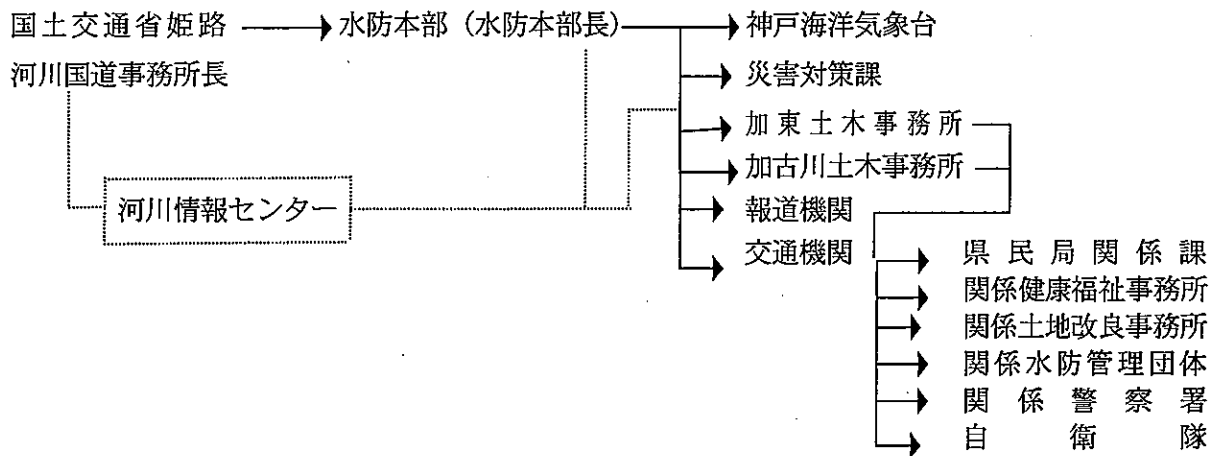 国土交通省姫路
河川国道事務所長
水防本部（水防本部長）
河川情報センター
神戸海洋気象台
災害対策課
加東土木事務所
加古川土木事務所
報道機関
交通機関
県民局関係課
関係健康福祉事務所
関係土地改良事務所
関係水防管理団体
関係警察署
自衛隊